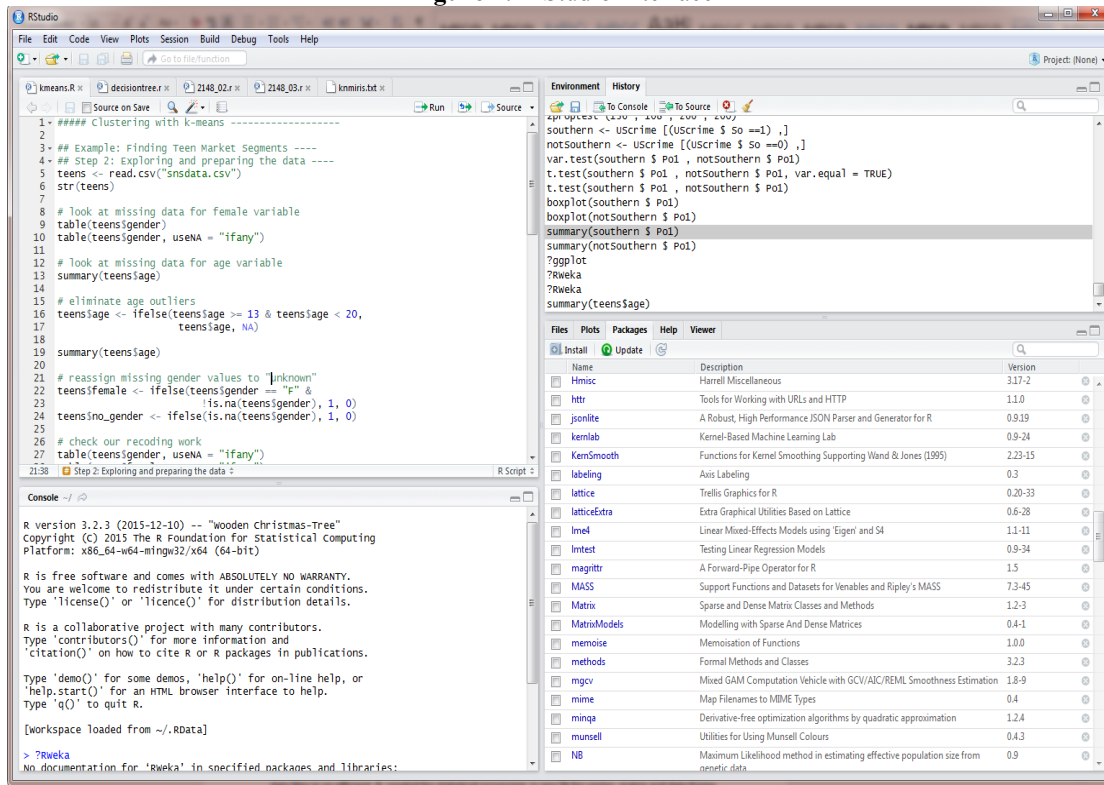 RStudio
File Edit Code View Plots Session Build Debug Tools Help
Go to file/function
Project: (None)
kmeans.R × decisiontree.r × 2148_02.r × 2148_03.r × knmiris.txt ×
Source on Save Run Source
1 ##### Clustering with k-means -------------------
2
3 ## Example: Finding Teen Market Segments ----
4 ## Step 2: Exploring and preparing the data ----
5 teens <- read.csv("snsdata.csv")
6 str(teens)
7
8 # look at missing data for female variable
9 table(teens$gender)
10 table(teens$gender, useNA = "ifany")
11
12 # look at missing data for age variable
13 summary(teens$age)
14
15 # eliminate age outliers
16 teens$age <- ifelse(teens$age >= 13 & teens$age < 20,
17 teens$age, NA)
18
19 summary(teens$age)
20
21 # reassign missing gender values to "unknown"
22 teens$female <- ifelse(teens$gender == "F" &
23 !is.na(teens$gender), 1, 0)
24 teens$no_gender <- ifelse(is.na(teens$gender), 1, 0)
25
26 # check our recoding work
27 table(teens$gender, useNA = "ifany")
21:38 Step 2: Exploring and preparing the data R Script
Console ~/
R version 3.2.3 (2015-12-10) -- "Wooden Christmas-Tree"
Copyright (C) 2015 The R Foundation for Statistical Computing
Platform: x86_64-w64-mingw32/x64 (64-bit)
R is free software and comes with ABSOLUTELY NO WARRANTY.
You are welcome to redistribute it under certain conditions.
Type 'license()' or 'licence()' for distribution details.
R is a collaborative project with many contributors.
Type 'contributors()' for more information and
'citation()' on how to cite R or R packages in publications.
Type 'demo()' for some demos, 'help()' for on-line help, or
'help.start()' for an HTML browser interface to help.
Type 'q()' to quit R.
[Workspace loaded from ~/.RData]
> ?RWeka
No documentation for 'RWeka' in specified packages and libraries:
Environment History
To Console To Source
southern <- UScrime [(UScrime $ So ==1) ,]
notSouthern <- UScrime [(UScrime $ So ==0) ,]
var.test(southern $ Po1 , notSouthern $ Po1)
t.test(southern $ Po1 , notSouthern $ Po1, var.equal = TRUE)
t.test(southern $ Po1 , notSouthern $ Po1)
boxplot(southern $ Po1)
boxplot(notSouthern $ Po1)
summary(southern $ Po1)
summary(notSouthern $ Po1)
?ggplot
?RWeka
?RWeka
summary(teens$age)
Files Plots Packages Help Viewer
Install Update
Name Description Version
Hmisc Harrell Miscellaneous 3.17-2
httr Tools for Working with URLs and HTTP 1.1.0
jsonlite A Robust, High Performance JSON Parser and Generator for R 0.9.19
kernlab Kernel-Based Machine Learning Lab 0.9-24
KernSmooth Functions for Kernel Smoothing Supporting Wand & Jones (1995) 2.23-15
labeling Axis Labeling 0.3
lattice Trellis Graphics for R 0.20-33
latticeExtra Extra Graphical Utilities Based on Lattice 0.6-28
lme4 Linear Mixed-Effects Models using 'Eigen' and S4 1.1-11
lmtest Testing Linear Regression Models 0.9-34
magrittr A Forward-Pipe Operator for R 1.5
MASS Support Functions and Datasets for Venables and Ripley's MASS 7.3-45
Matrix Sparse and Dense Matrix Classes and Methods 1.2-3
MatrixModels Modelling with Sparse And Dense Matrices 0.4-1
memoise Memoisation of Functions 1.0.0
methods Formal Methods and Classes 3.2.3
mgcv Mixed GAM Computation Vehicle with GCV/AIC/REML Smoothness Estimation 1.8-9
mime Map Filenames to MIME Types 0.4
minqa Derivative-free optimization algorithms by quadratic approximation 1.2.4
munsell Utilities for Using Munsell Colours 0.4.3
NB Maximum Likelihood method in estimating effective population size from 0.9
genetic data